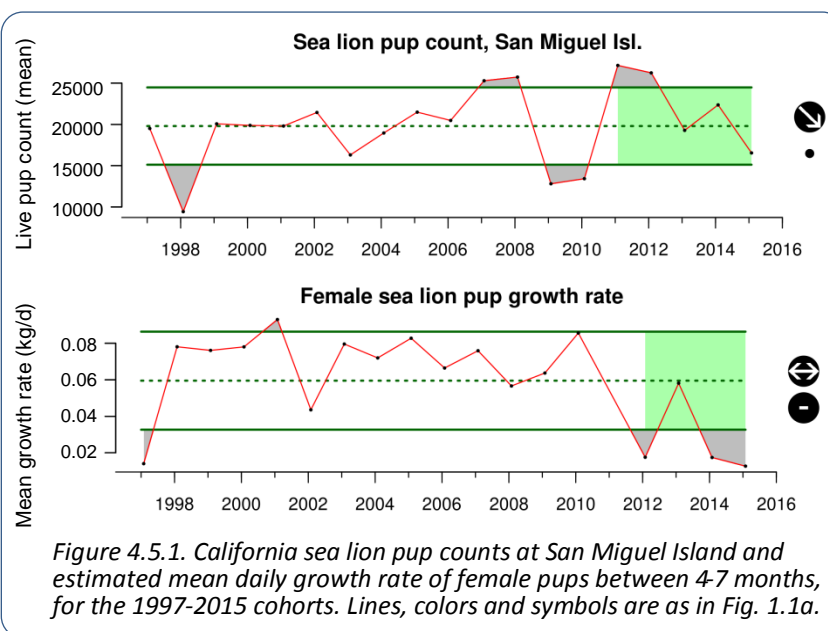 Sea lion pup count, San Miguel Isl.
Live pup count (mean)
25000
20000
15000
10000
1998 2000 2002 2004 2006 2008 2010 2012 2014 2016
Female sea lion pup growth rate
Mean growth rate (kg/d)
0.08
0.06
0.04
0.02
1998 2000 2002 2004 2006 2008 2010 2012 2014 2016
Figure 4.5.1. California sea lion pup counts at San Miguel Island and
estimated mean daily growth rate of female pups between 4-7 months,
for the 1997-2015 cohorts. Lines, colors and symbols are as in Fig. 1.1a.